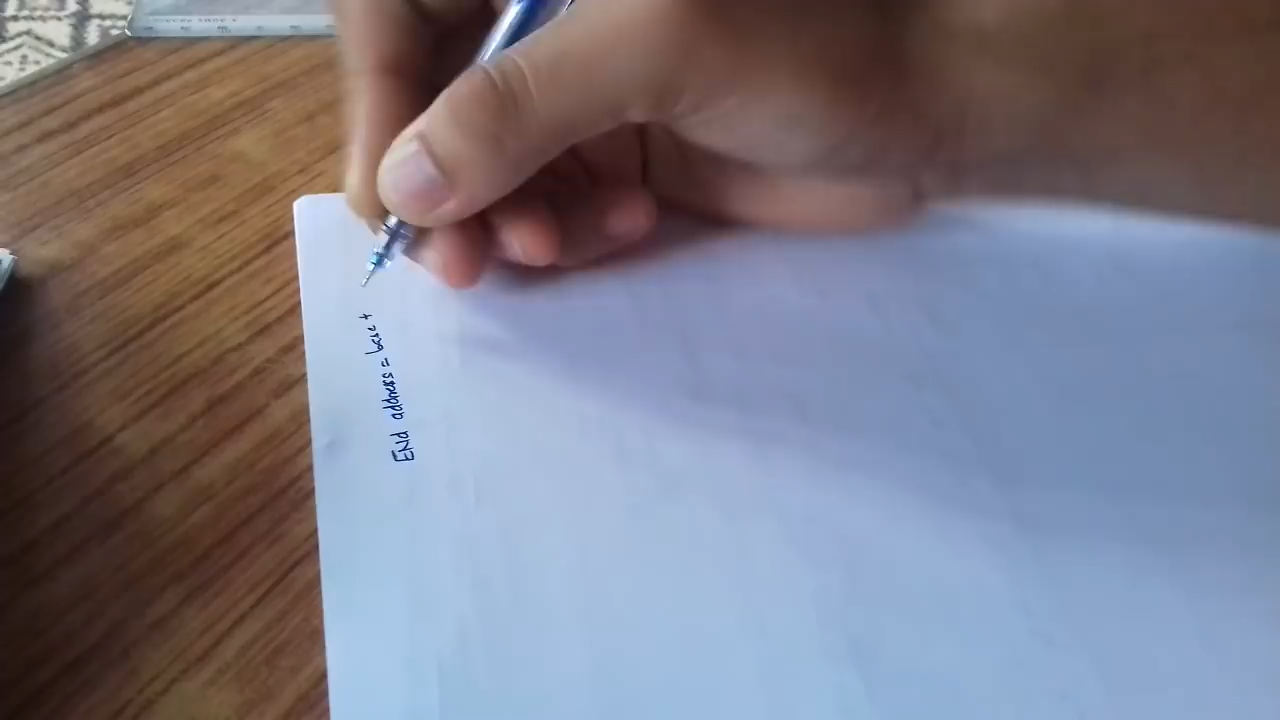 End address = base +